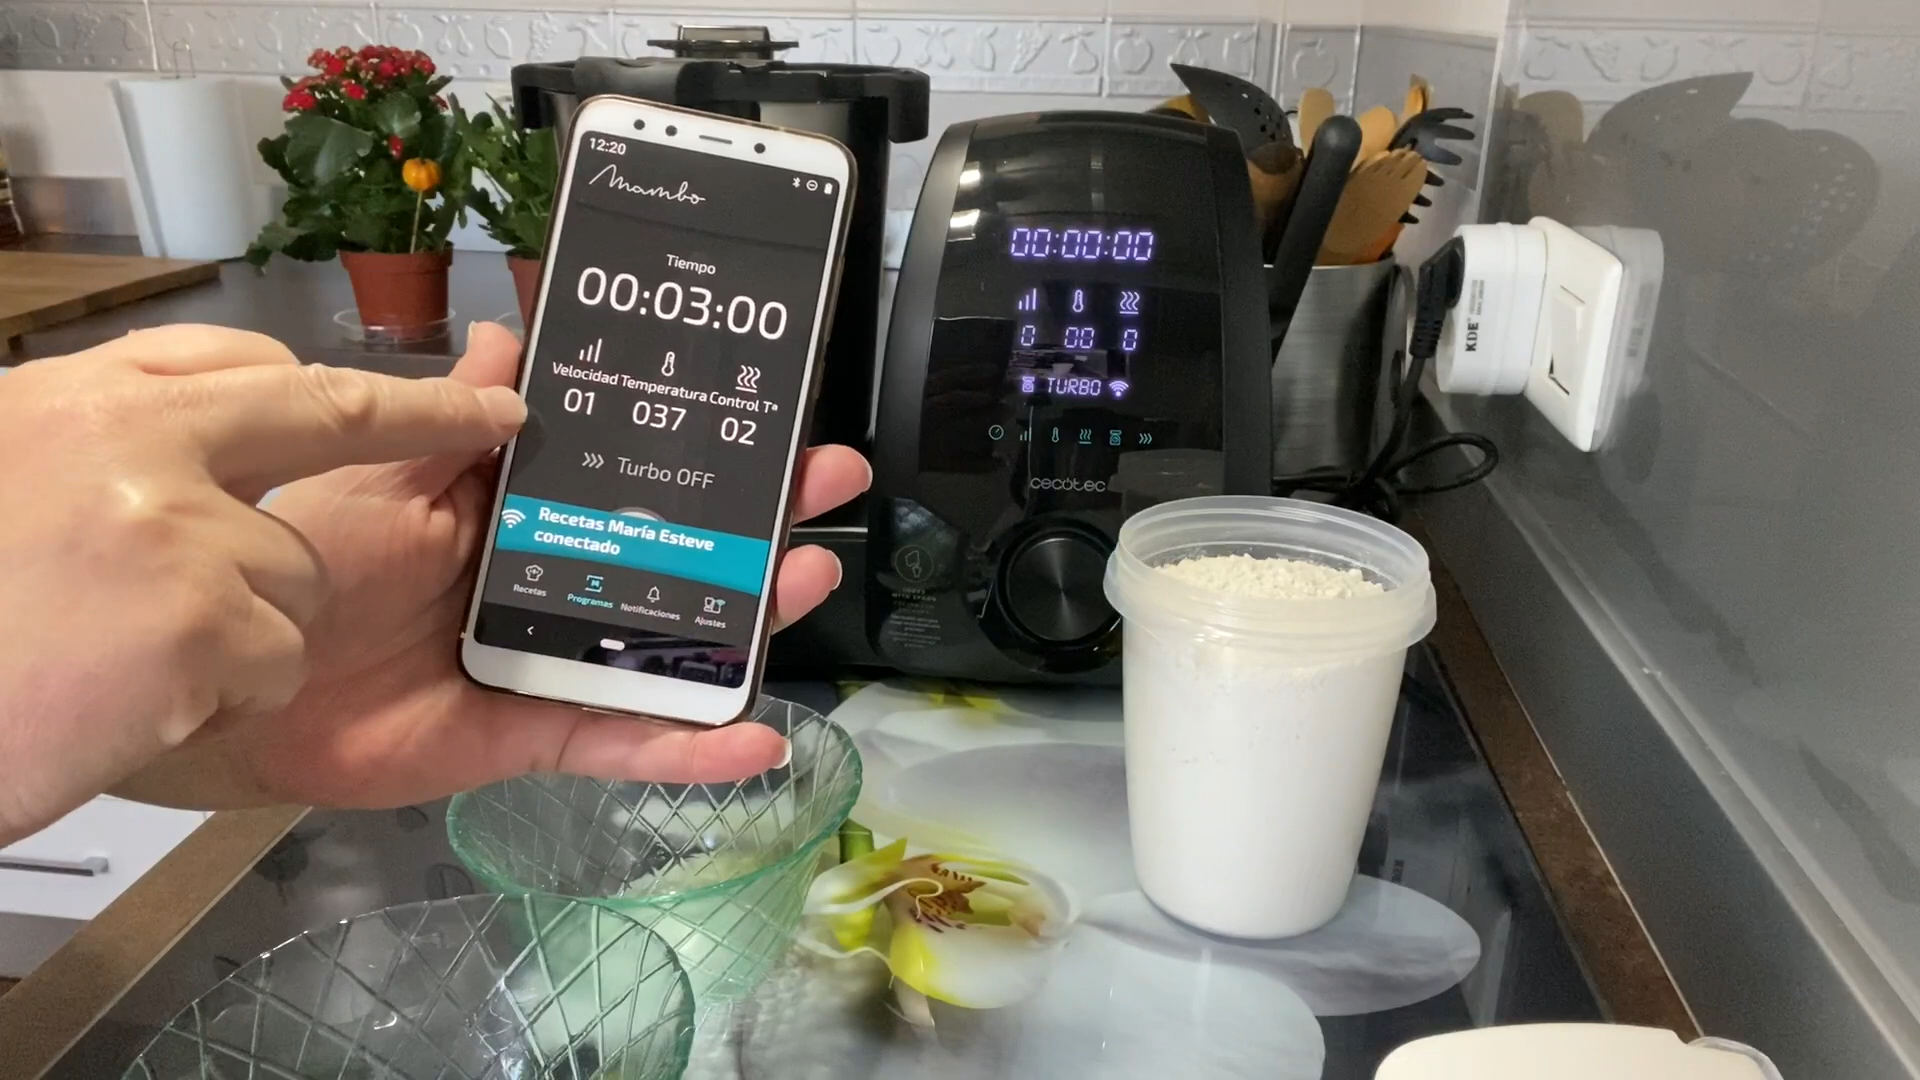 12:20
Mambo
Tiempo
00:03:00
Velocidad Temperatura Control Tª
01 037 02
Turbo OFF
Recetas María Esteve
conectado
Recetas Programas Notificaciones Ajustes
00:00:00
0 00 0
TURBO
cecotec
KDE